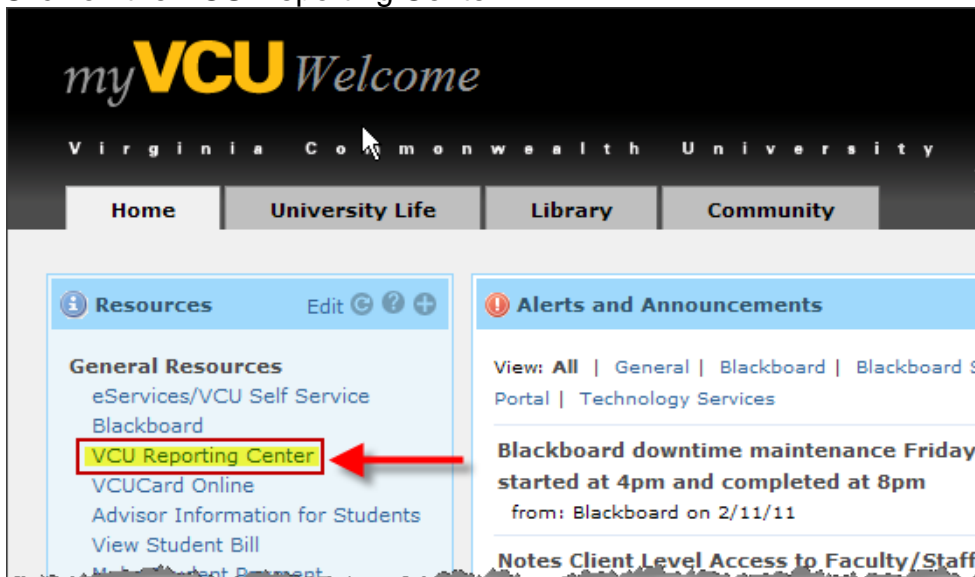 myVCU Welcome
Virginia Commonwealth University
Home University Life Library Community
Resources Edit
General Resources
eServices/VCU Self Service
Blackboard
VCU Reporting Center
VCUCard Online
Advisor Information for Students
View Student Bill
Alerts and Announcements
View: All | General | Blackboard | Blackboard S
Portal | Technology Services
Blackboard downtime maintenance Friday
started at 4pm and completed at 8pm
from: Blackboard on 2/11/11
Notes Client Level Access to Faculty/Staff